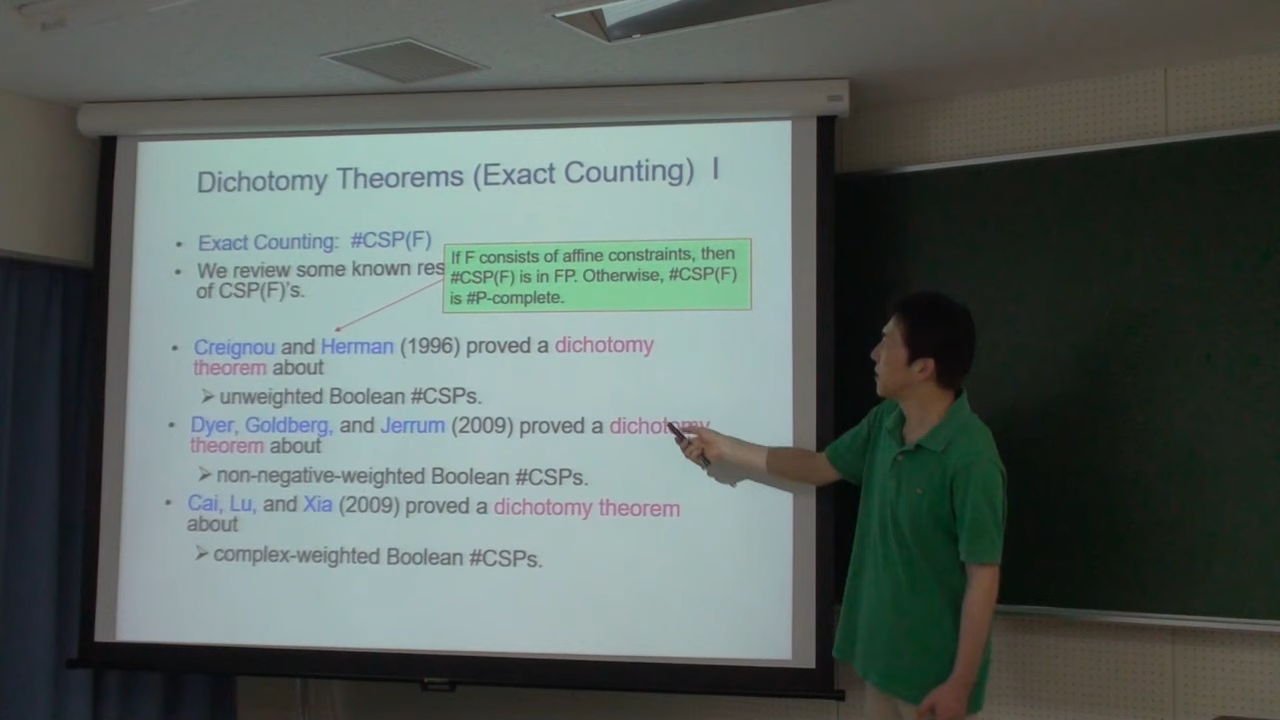 Dichotomy Theorems (Exact Counting) I
• Exact Counting: #CSP(F)
• We review some known res
of CSP(F)'s.
If F consists of affine constraints, then
#CSP(F) is in FP. Otherwise, #CSP(F)
is #P-complete.
• Creignou and Herman (1996) proved a dichotomy
theorem about
➢ unweighted Boolean #CSPs.
• Dyer, Goldberg, and Jerrum (2009) proved a dichotomy
theorem about
➢ non-negative-weighted Boolean #CSPs.
• Cai, Lu, and Xia (2009) proved a dichotomy theorem
about
➢ complex-weighted Boolean #CSPs.